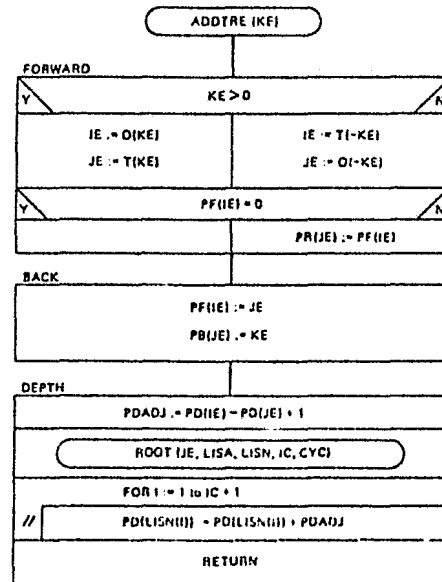 ADDTRE (KE)
FORWARD
KE > 0
Y N
IE := O(KE) IE := T(-KE)
JE := T(KE) JE := O(-KE)
PF(IE) = 0
Y N
PR(JE) := PF(IE)
BACK
PF(IE) := JE
PB(JE) := KE
DEPTH
PDADJ := PD(IE) - PD(JE) + 1
ROOT (JE, LISA, LISN, IC, CYC)
FOR I := 1 to IC + 1
// PD(LISN(I)) = PD(LISN(I)) + PDADJ
RETURN